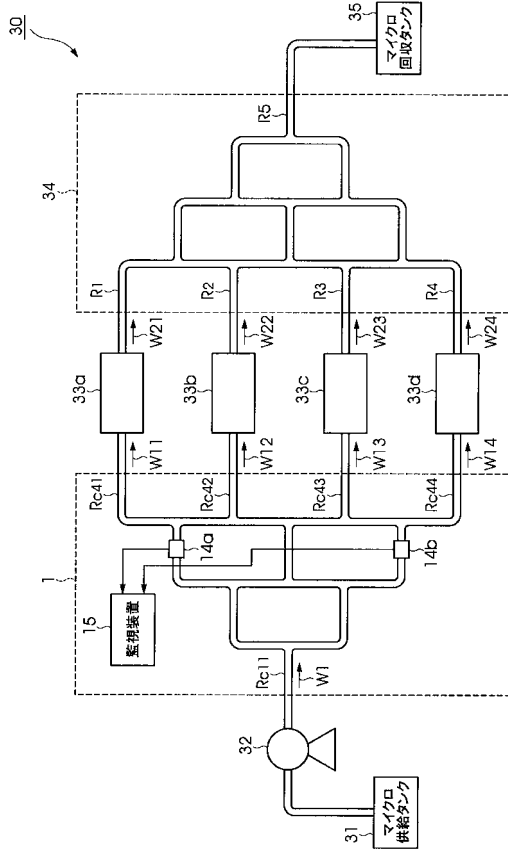 30
35
マイクロ
回収タンク
R5
34
R1
R2
R3
R4
W21
W22
W23
W24
33a
33b
33c
33d
W11
W12
W13
W14
Rc41
Rc42
Rc43
Rc44
1
14a
14b
15
監視装置
Rc11
W1
32
31
マイクロ
供給タンク